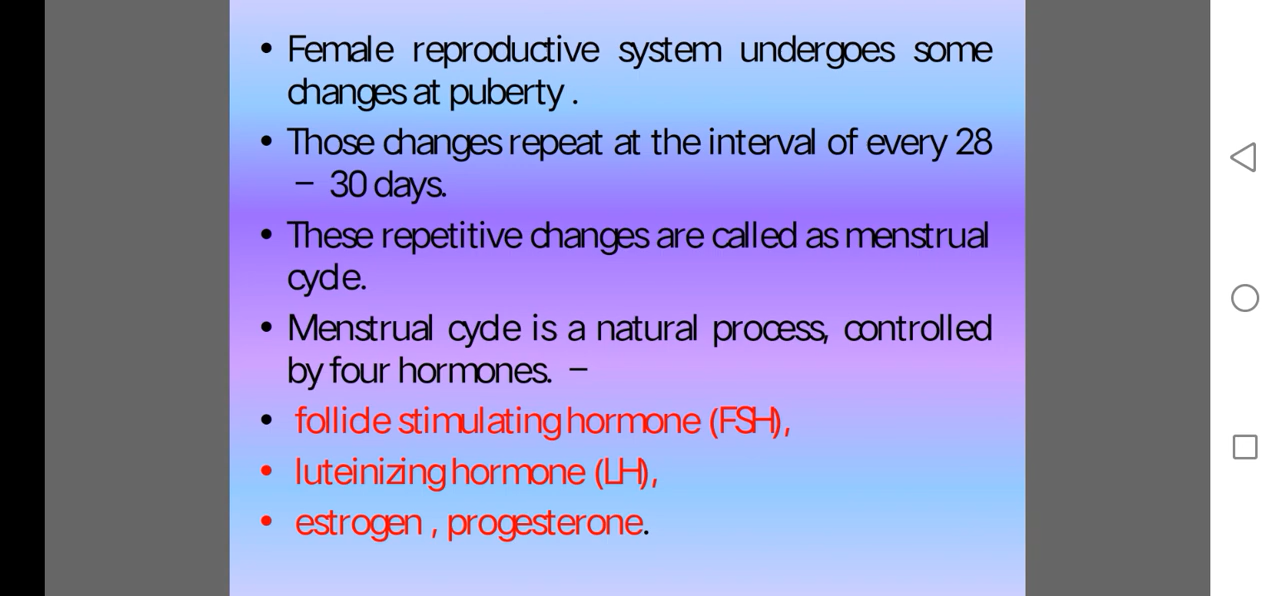 • Female reproductive system undergoes some
changes at puberty .
• Those changes repeat at the interval of every 28
– 30 days.
• These repetitive changes are called as menstrual
cycle.
• Menstrual cycle is a natural process, controlled
by four hormones. –
• follicle stimulating hormone (FSH),
• luteinizing hormone (LH),
• estrogen , progesterone.